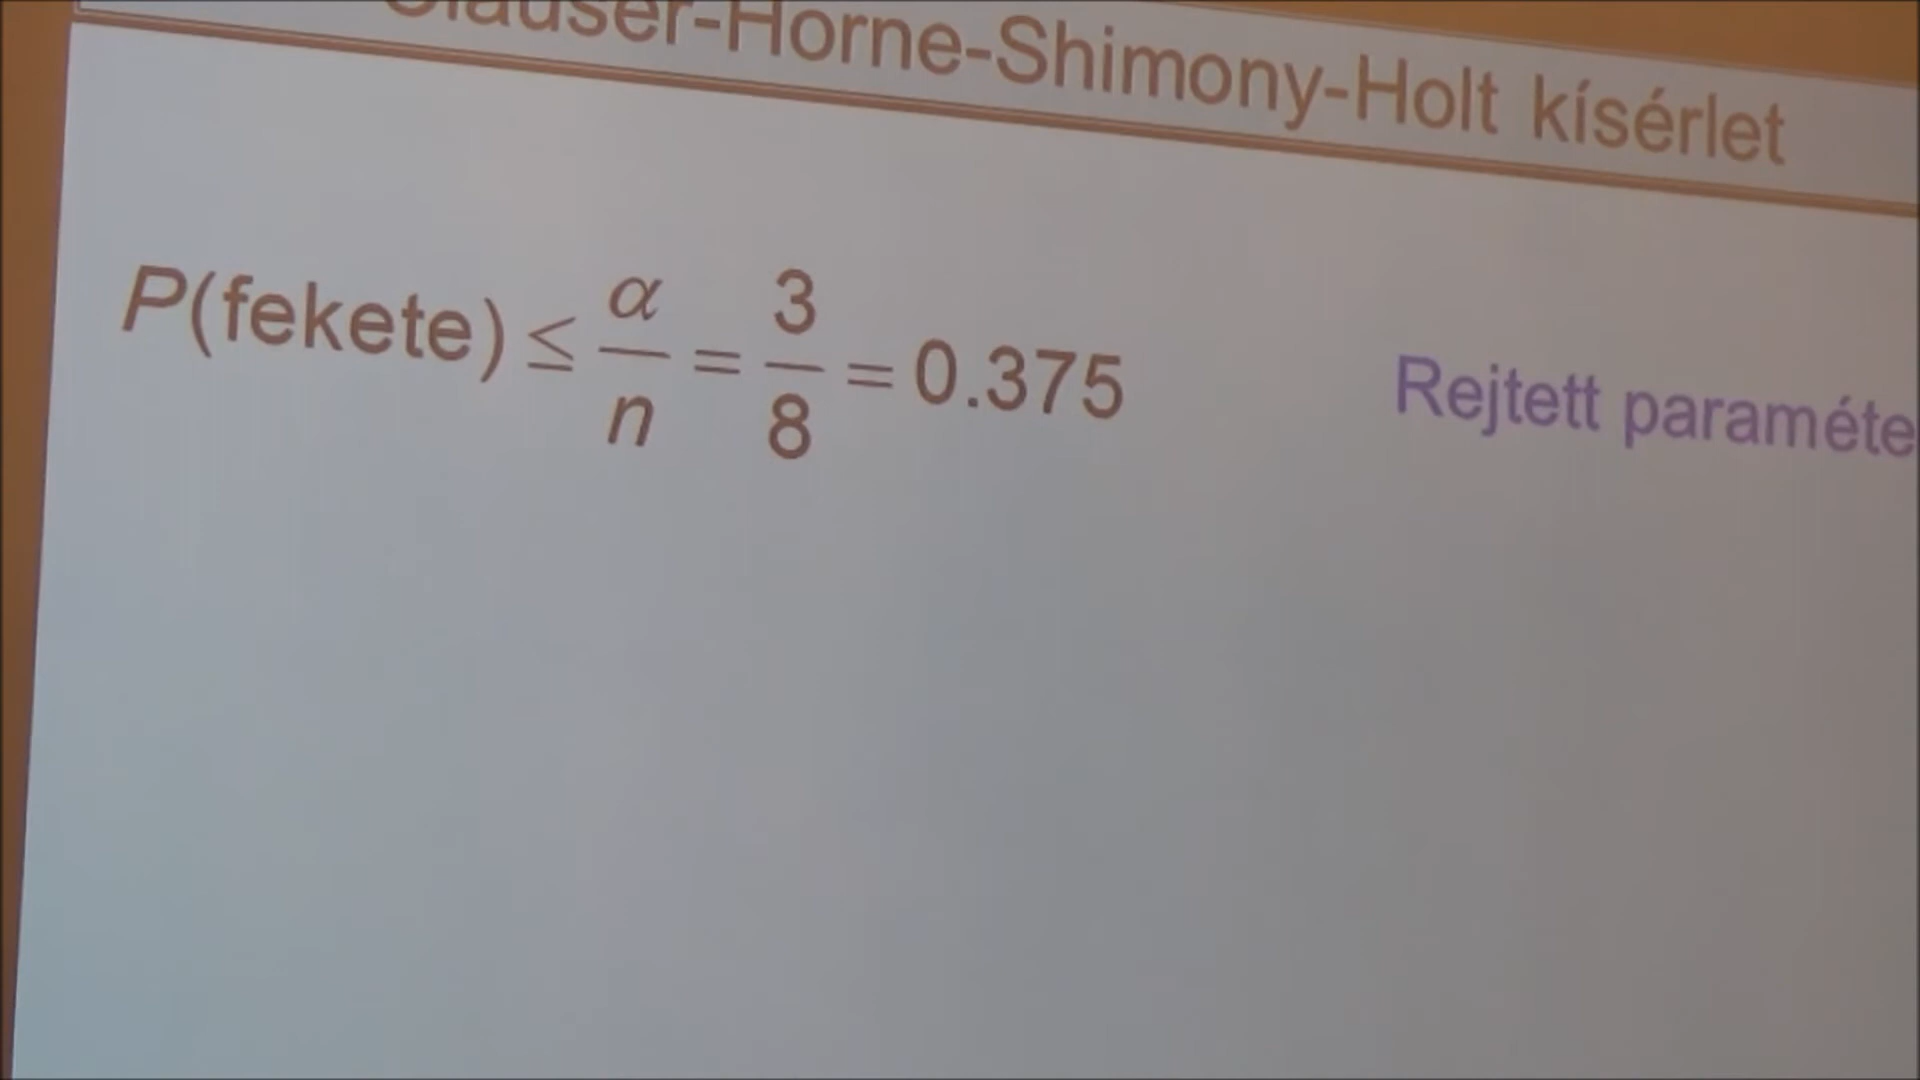 Clauser-Horne-Shimony-Holt kísérlet
P(fekete) ≤ α/n = 3/8 = 0.375
Rejtett paraméte